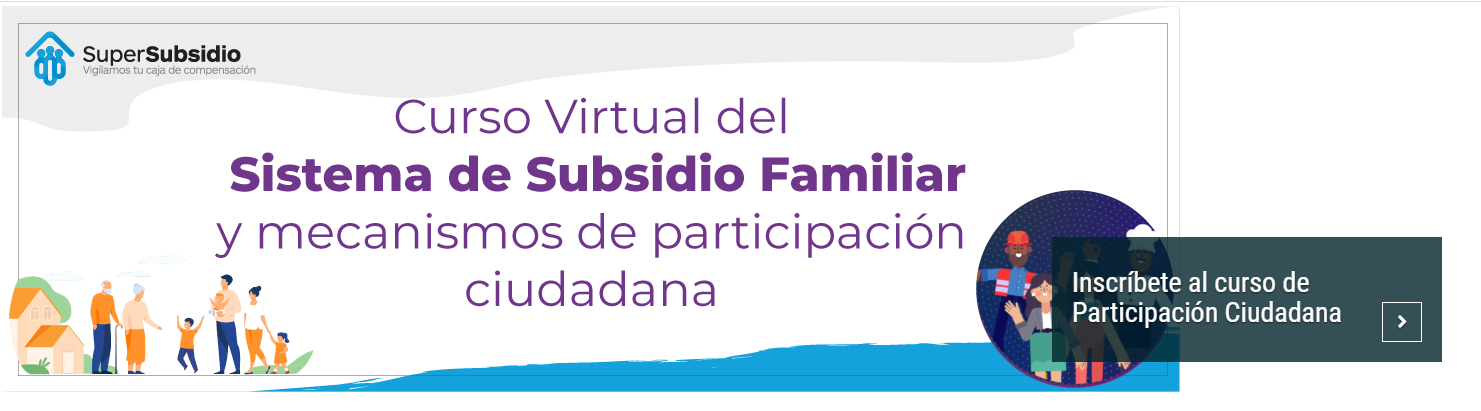 SuperSubsidio
Vigilamos tu caja de compensación
Curso Virtual del
Sistema de Subsidio Familiar
y mecanismos de participación
ciudadana
Inscríbete al curso de
Participación Ciudadana